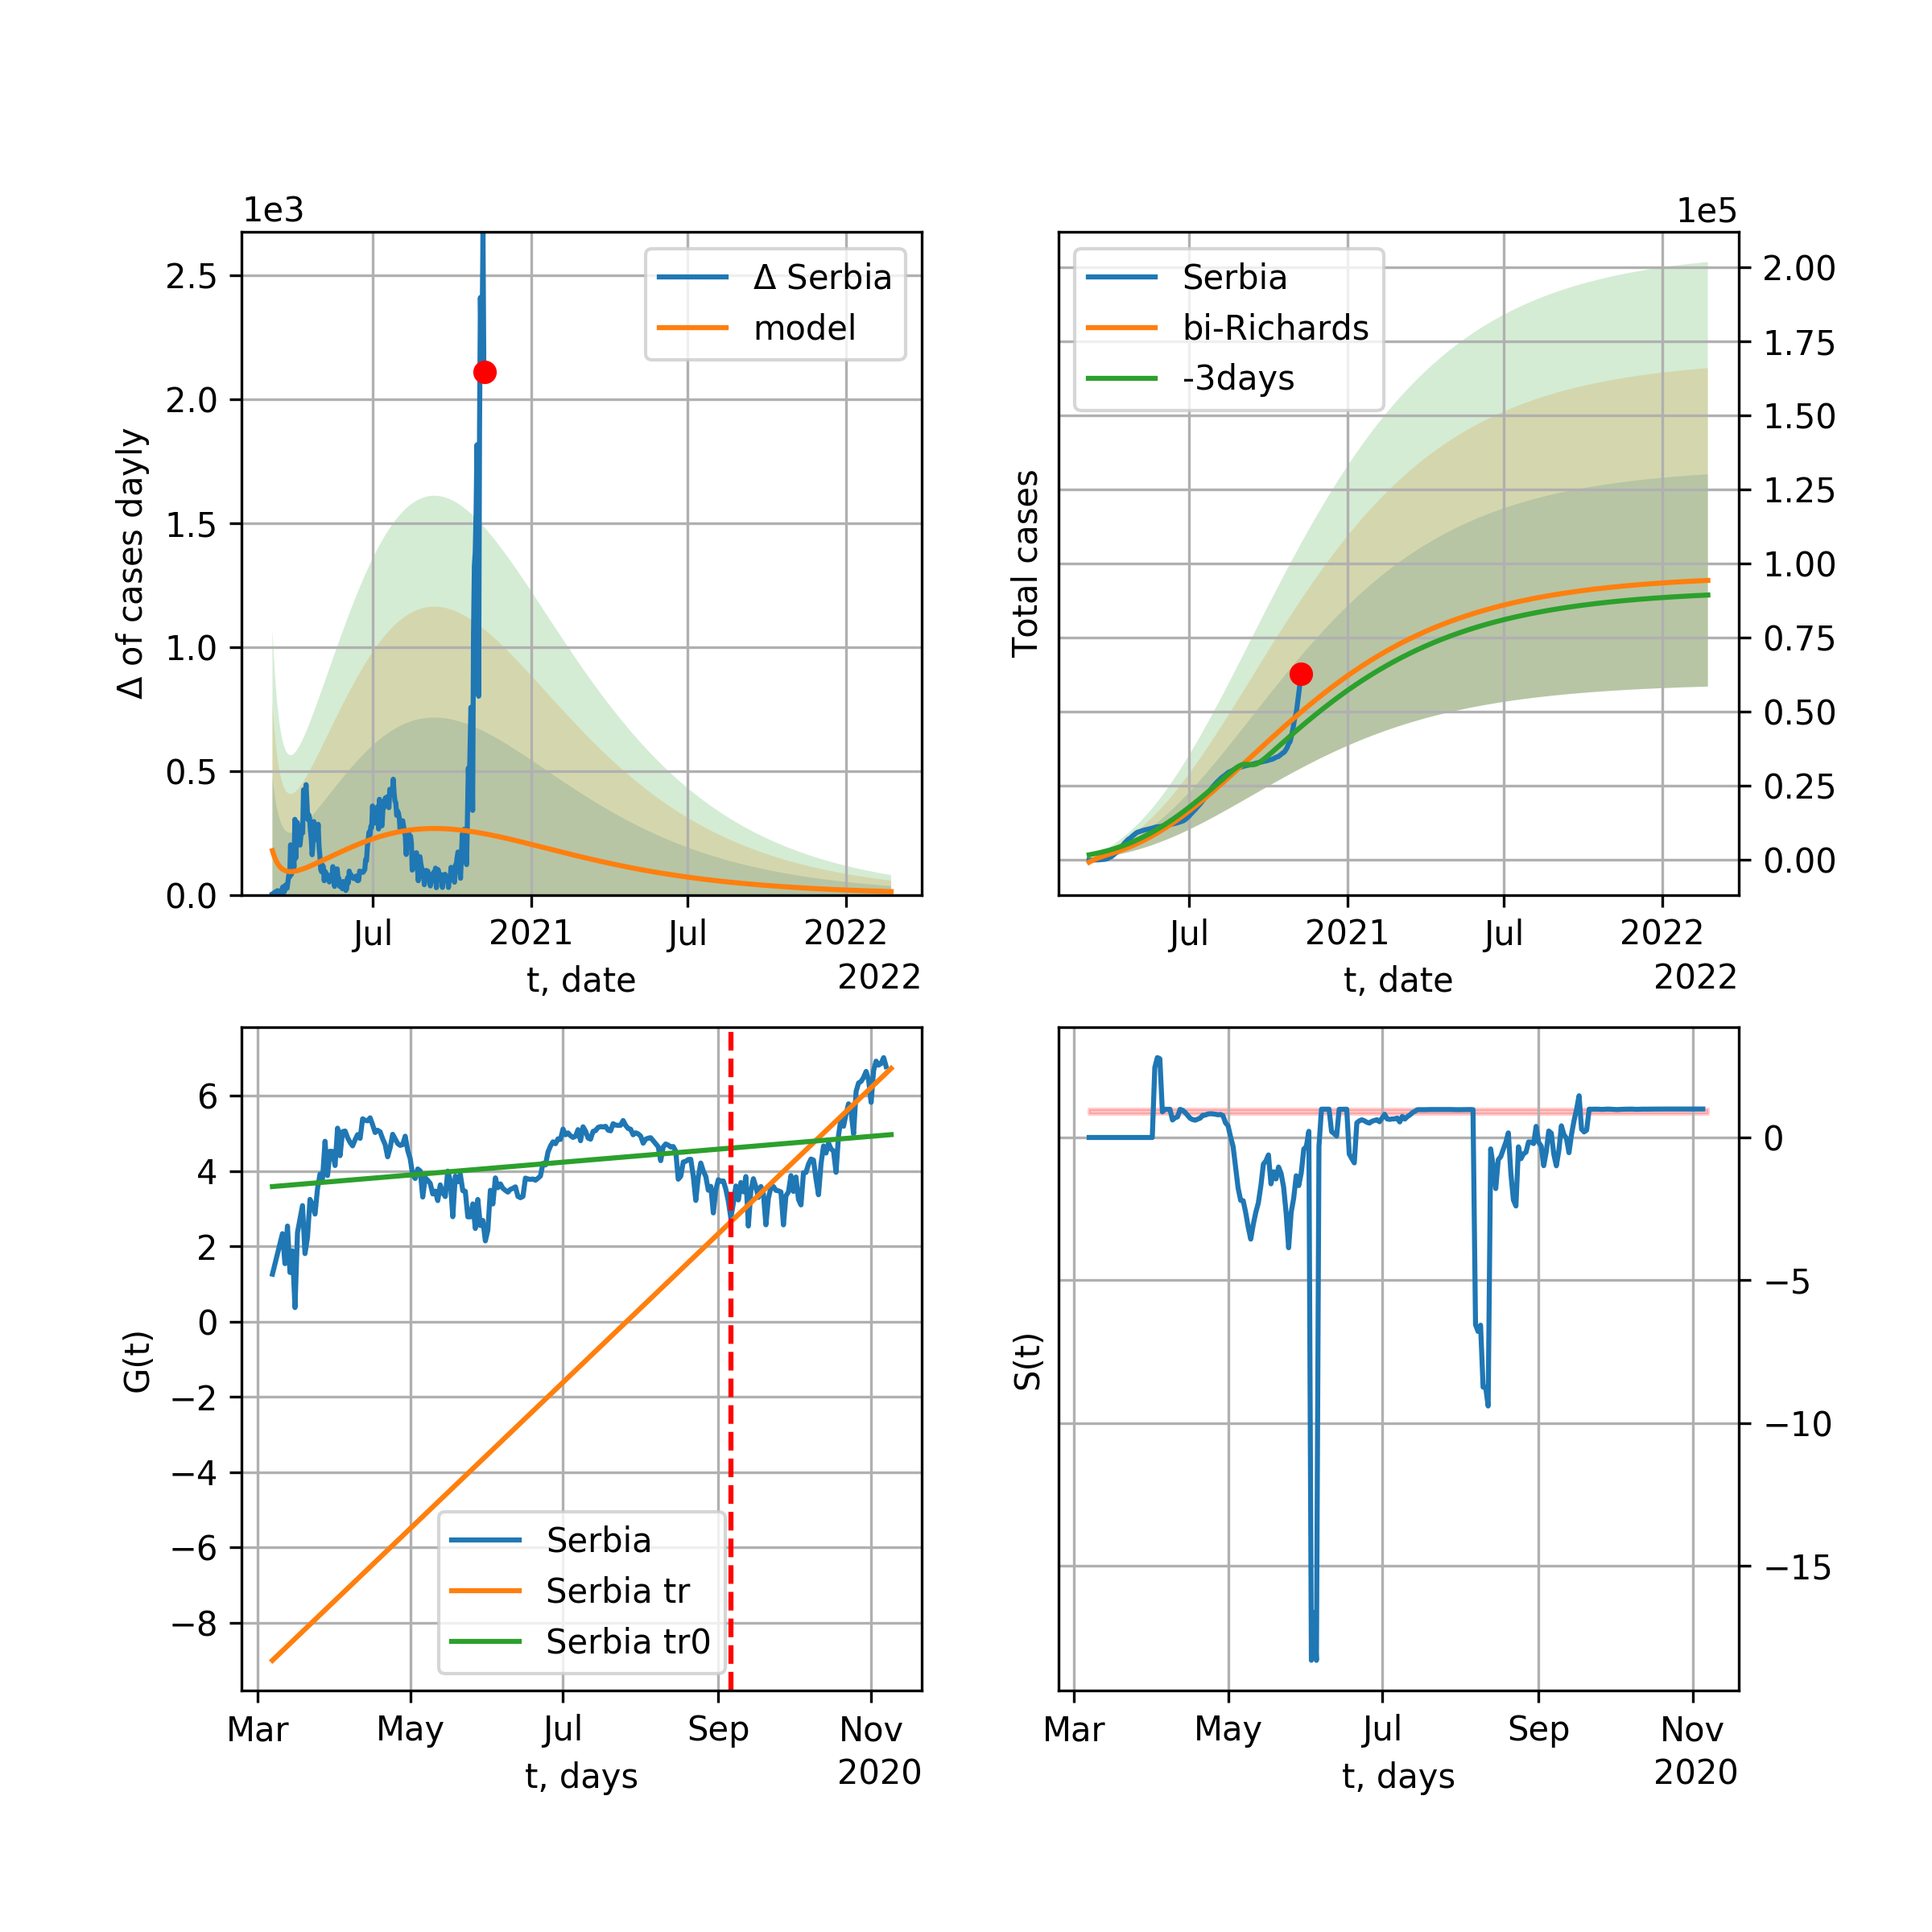 1e3
2.5
2.0
1.5
1.0
0.5
0.0
Δ of cases dayly
Δ Serbia
model
Jul
2021
Jul
2022
t, date
2022
1e5
2.00
1.75
1.50
1.25
1.00
0.75
0.50
0.25
0.00
Total cases
Serbia
bi-Richards
-3days
Jul
2021
Jul
2022
t, date
2022
6
4
2
0
−2
−4
−6
−8
G(t)
Serbia
Serbia tr
Serbia tr0
Mar
May
Jul
Sep
Nov
t, days
2020
0
−5
−10
−15
S(t)
Mar
May
Jul
Sep
Nov
t, days
2020